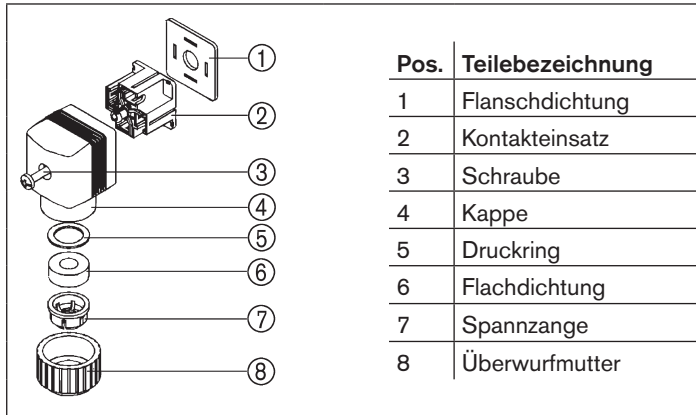 ①
②
③
④
⑤
⑥
⑦
⑧
Pos. Teilebezeichnung
1 Flanschdichtung
2 Kontakteinsatz
3 Schraube
4 Kappe
5 Druckring
6 Flachdichtung
7 Spannzange
8 Überwurfmutter